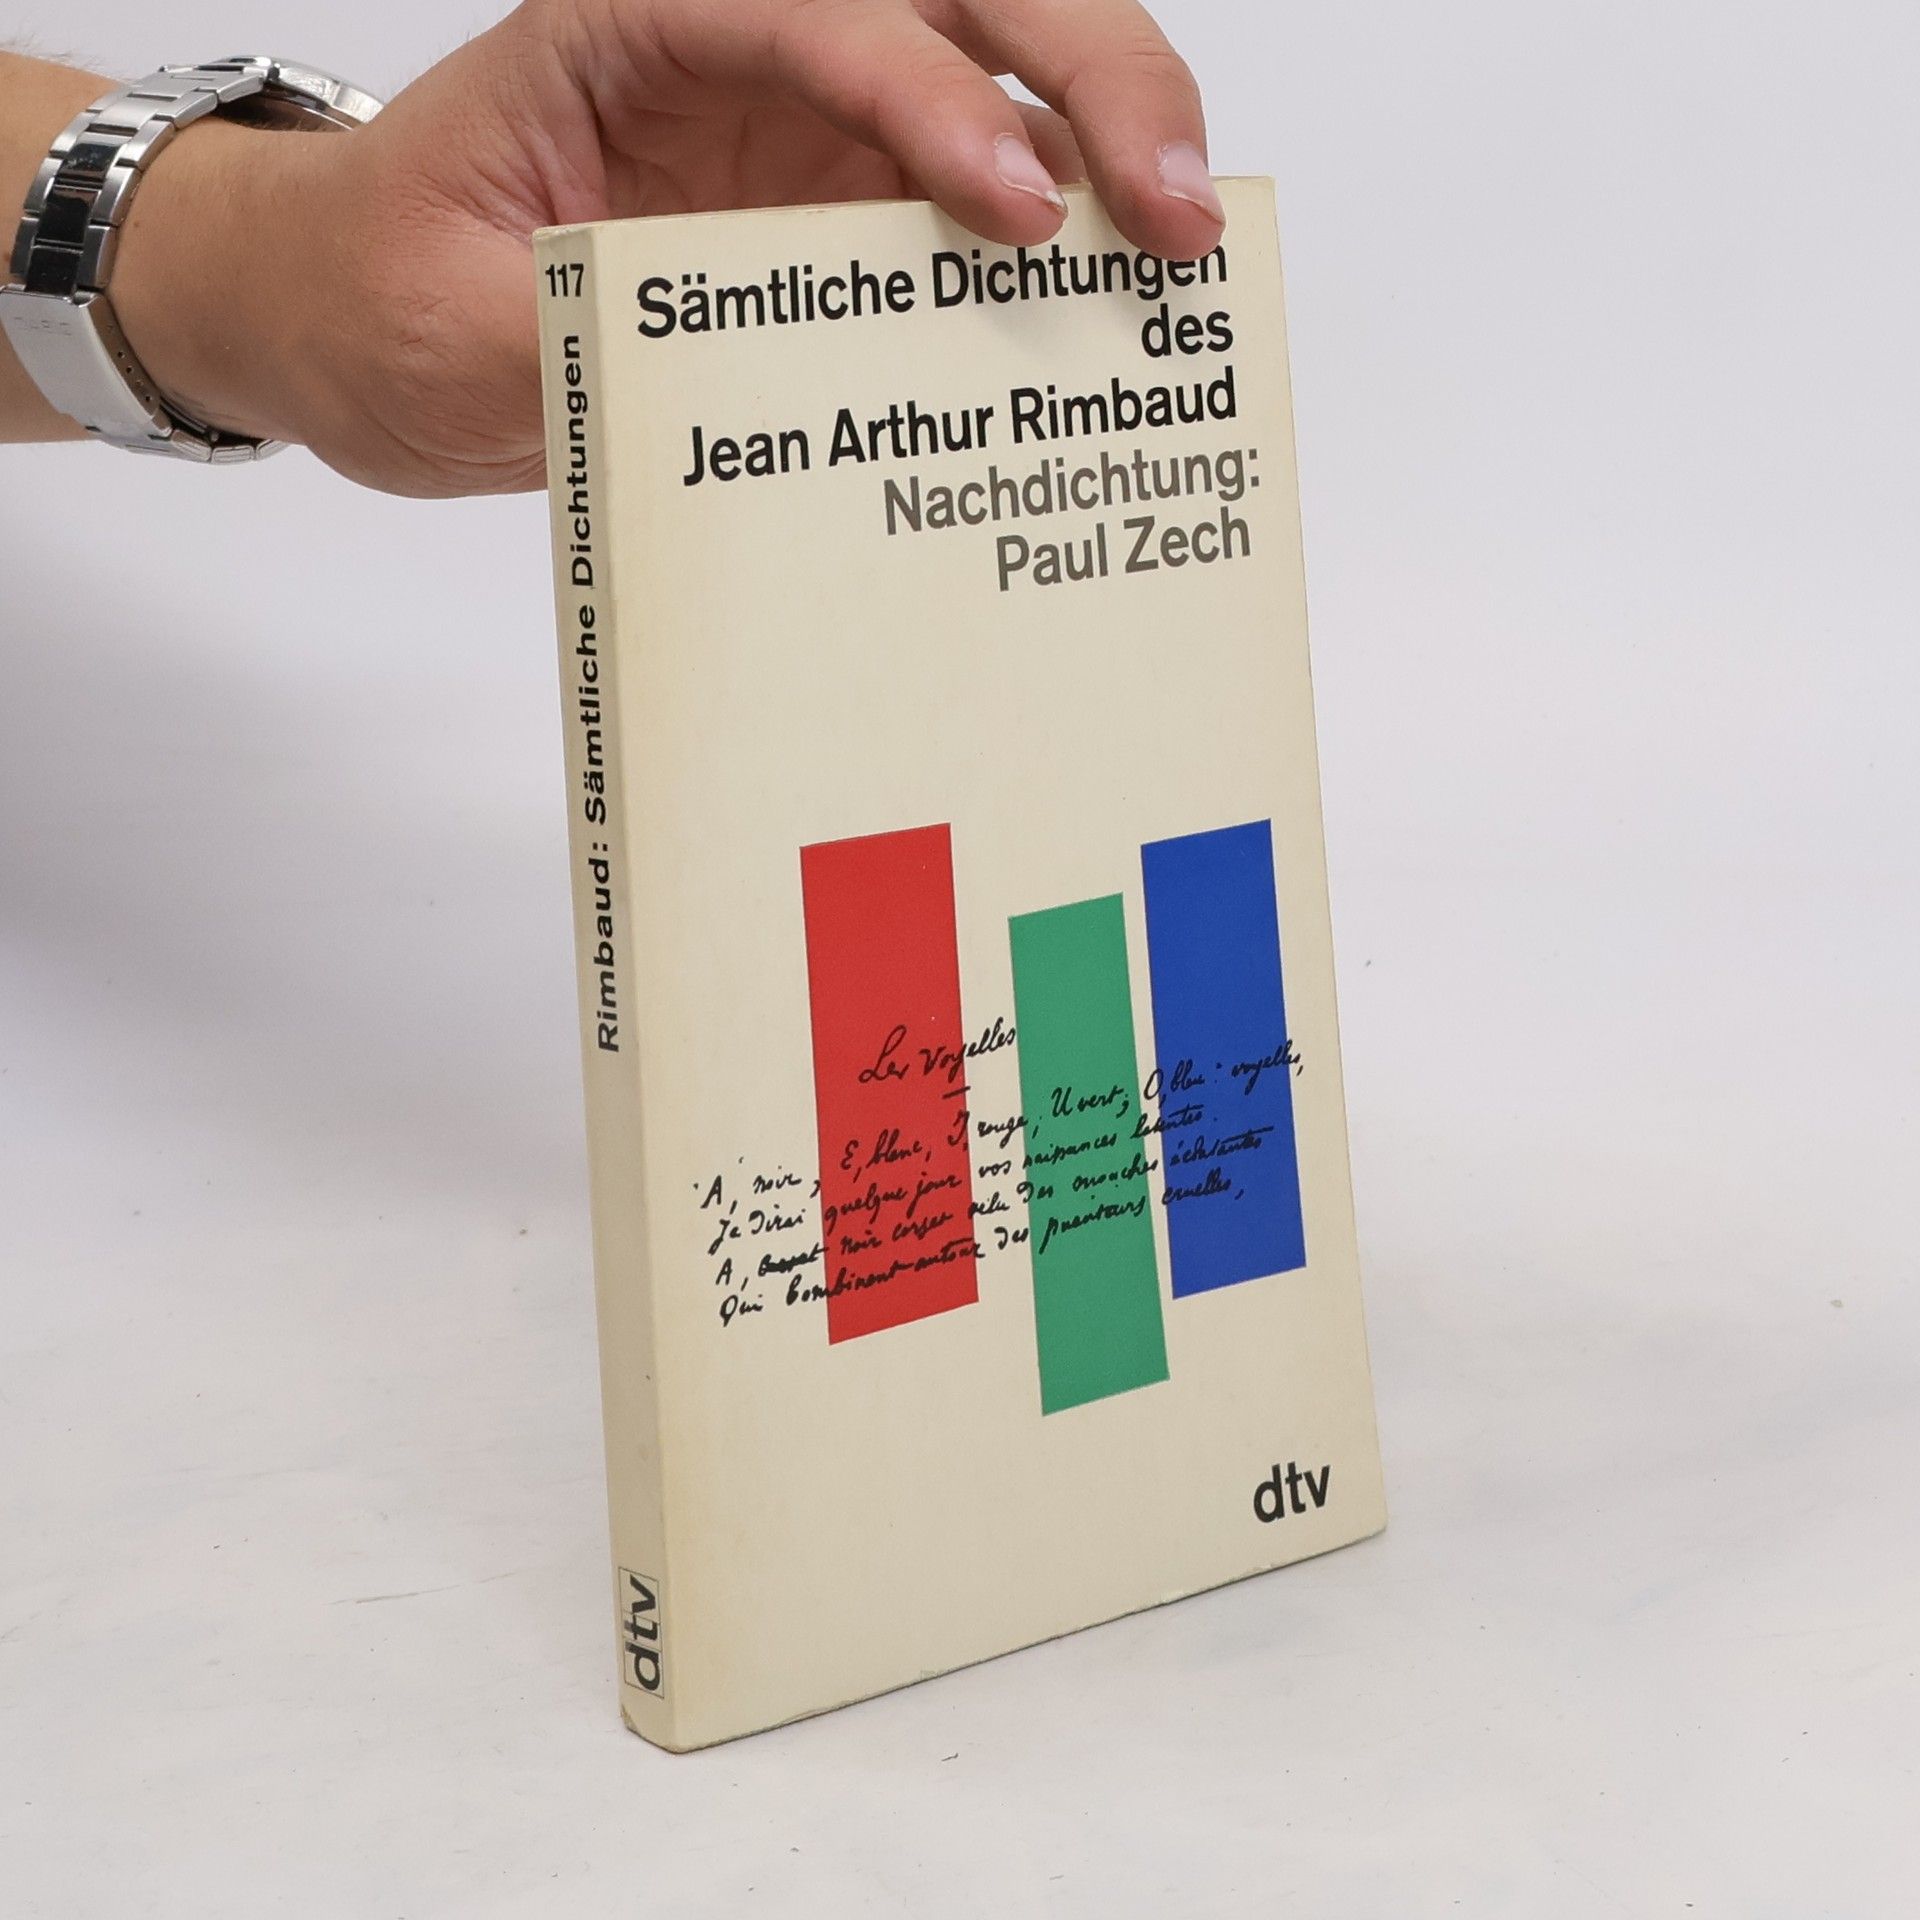 117
Rimbaud: Sämtliche Dichtungen
dtv
Sämtliche Dichtungen
des
Jean Arthur Rimbaud
Nachdichtung:
Paul Zech
Les Voyelles
A, noir, E, blanc, I, rouge, U vert, O, bleu: voyelles,
Je dirai quelque jour vos naissances latentes.
A, noir corset velu des mouches éclatantes
Qui bombinent autour des puanteurs cruelles,
dtv